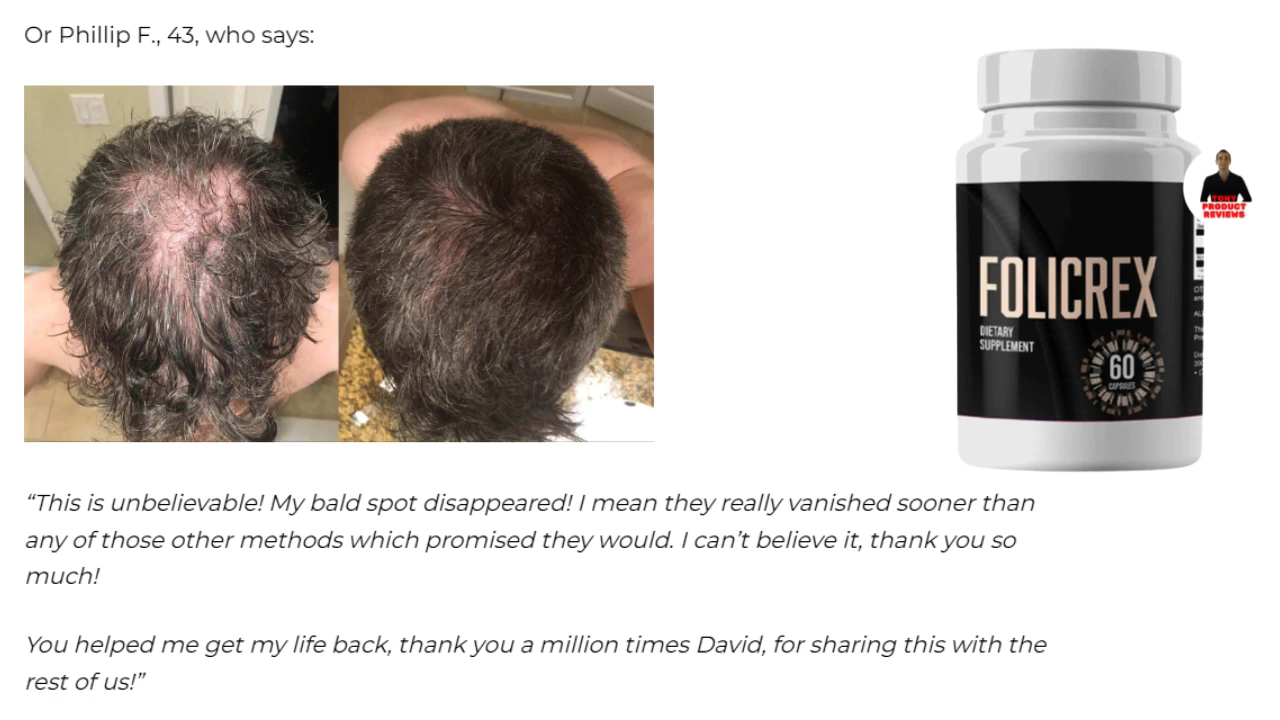 Or Phillip F., 43, who says:
TONY
PRODUCT
REVIEWS
FOLICREX
DIETARY
SUPPLEMENT
60
CAPSULES
“This is unbelievable! My bald spot disappeared! I mean they really vanished sooner than
any of those other methods which promised they would. I can’t believe it, thank you so
much!
You helped me get my life back, thank you a million times David, for sharing this with the
rest of us!”